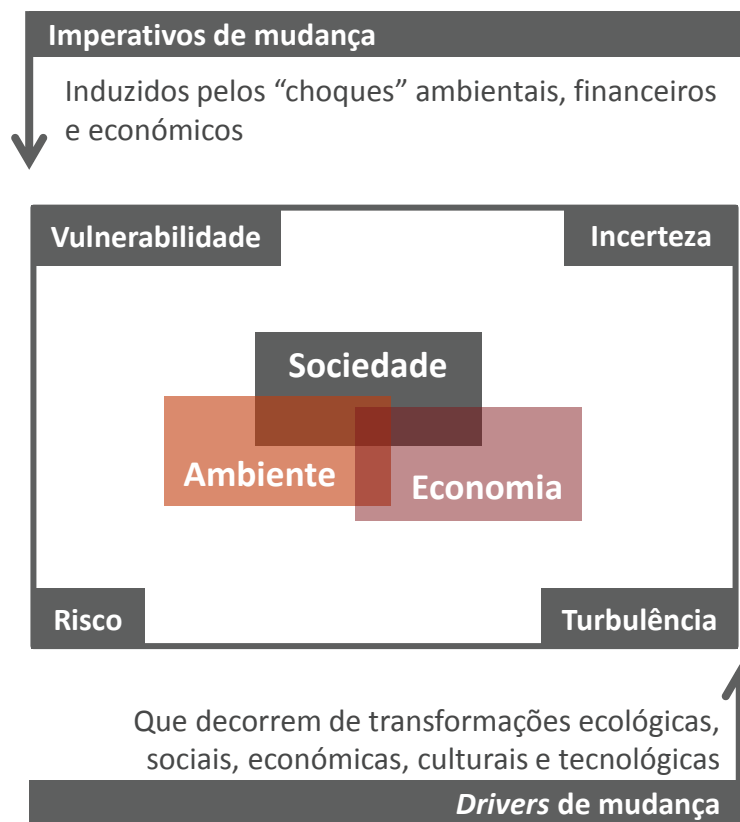 Imperativos de mudança
Induzidos pelos “choques” ambientais, financeiros
e económicos
Vulnerabilidade
Incerteza
Sociedade
Ambiente
Economia
Risco
Turbulência
Que decorrem de transformações ecológicas,
sociais, económicas, culturais e tecnológicas
Drivers de mudança